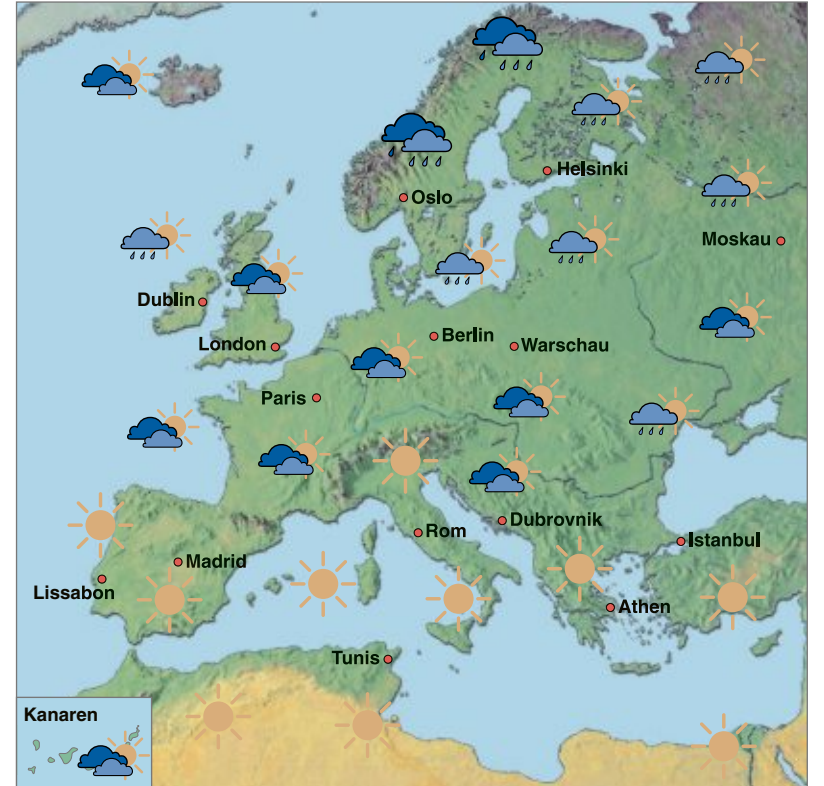 Helsinki
Oslo
Moskau
Dublin
Berlin
London
Warschau
Paris
Dubrovnik
Rom
Istanbul
Madrid
Lissabon
Athen
Tunis
Kanaren